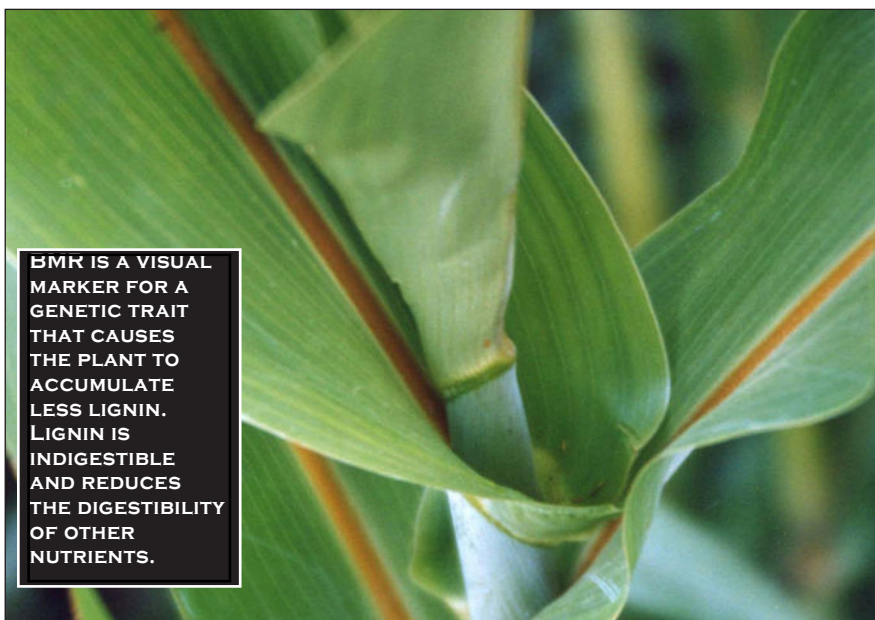 BMR IS A VISUAL
MARKER FOR A
GENETIC TRAIT
THAT CAUSES
THE PLANT TO
ACCUMULATE
LESS LIGNIN.
LIGNIN IS
INDIGESTIBLE
AND REDUCES
THE DIGESTIBILITY
OF OTHER
NUTRIENTS.